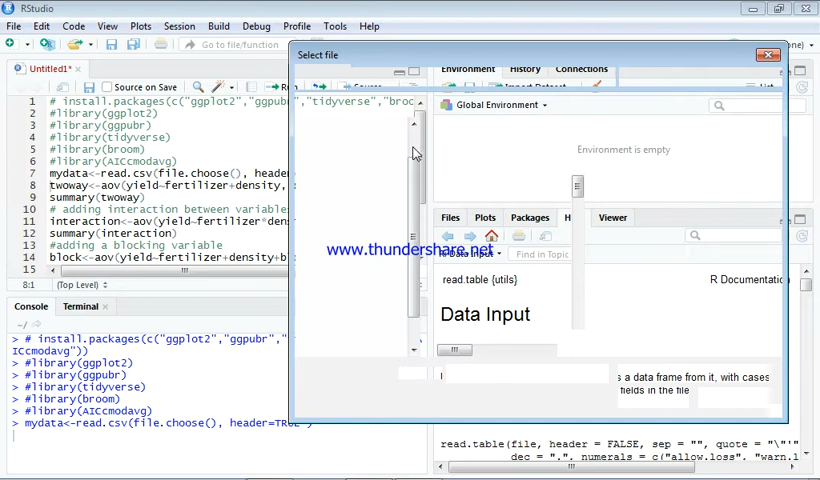 RStudio
File Edit Code View Plots Session Build Debug Profile Tools Help
Go to file/function
Untitled1*
Source on Save
Select file
Environment History Connections
Import Dataset
List
Global Environment
Environment is empty
1 # install.packages(c("ggplot2","ggpubr","tidyverse","broo
2 #library(ggplot2)
3 #library(ggpubr)
4 #library(tidyverse)
5 #library(broom)
6 #library(AICcmodavg)
7 mydata<-read.csv(file.choose(), heade
8 twoway<-aov(yield~fertilizer+density,
9 summary(twoway)
10 # adding interaction between variable
11 interaction<-aov(yield~fertilizer*den
12 summary(interaction)
13 #adding a blocking variable
14 block<-aov(yield~fertilizer+density+b
15
8:1 (Top Level)
Files Plots Packages H Viewer
www.thundershare.net
R Data Input
Find in Topic
read.table {utils} R Documentation
Data Input
s a data frame from it, with cases
fields in the file
read.table(file, header = FALSE, sep = "", quote = "\"'"
dec = ".", numerals = c("allow.loss", "warn.l
Console Terminal
~/
> # install.packages(c("ggplot2","ggpubr","
ICcmodavg"))
> #library(ggplot2)
> #library(ggpubr)
> #library(tidyverse)
> #library(broom)
> #library(AICcmodavg)
> mydata<-read.csv(file.choose(), header=TRUE